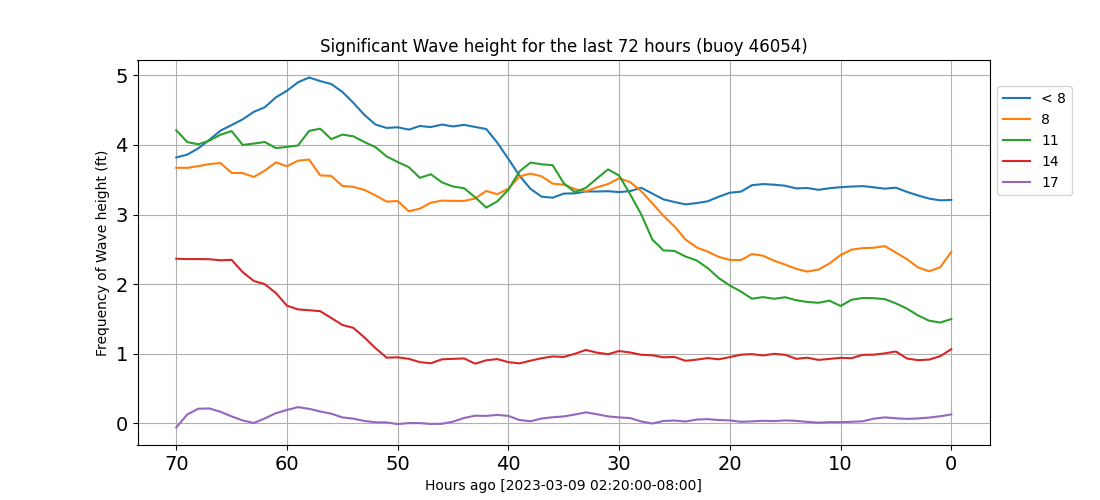 Significant Wave height for the last 72 hours (buoy 46054)
Frequency of Wave height (ft)
5
4
3
2
1
0
70 60 50 40 30 20 10 0
Hours ago [2023-03-09 02:20:00-08:00]
< 8
8
11
14
17